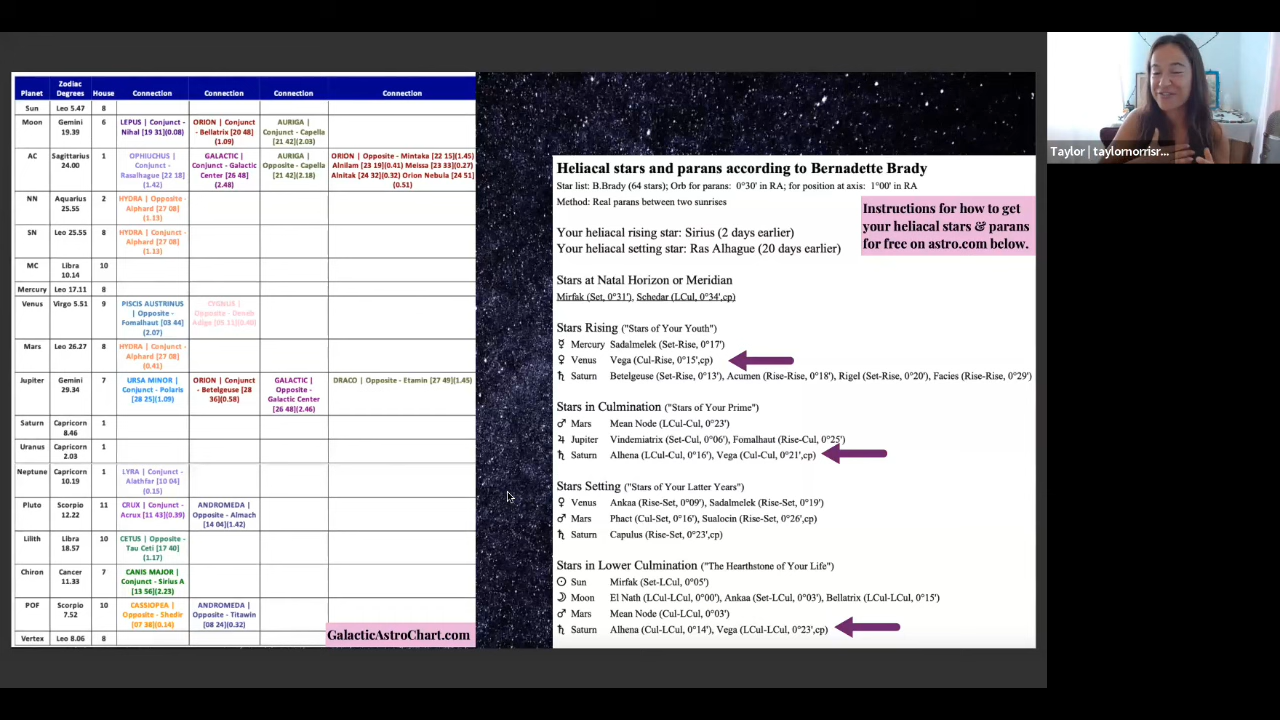 Planet Zodiac Degrees House Connection Connection Connection Connection
Sun Leo 5.47 8
Moon Gemini 19.39 6 LEPUS | Conjunct - Nihal [19 31](0.08) ORION | Conjunct - Bellatrix [20 48] (1.09) AURIGA | Conjunct - Capella [21 42](2.03)
AC Sagittarius 24.00 1 OPHIUCHUS | Conjunct - Rasalhague [22 18] (1.42) GALACTIC | Conjunct - Galactic Center [26 48] (2.48) AURIGA | Opposite - Capella [21 42](2.18) ORION | Opposite - Mintaka [22 15](1.45) Alnilam [23 19](0.41) Meissa [23 33](0.27) Alnitak [24 32](0.32) Orion Nebula [24 51] (0.51)
NN Aquarius 25.55 2 HYDRA | Opposite - Alphard [27 08] (1.13)
SN Leo 25.55 8 HYDRA | Conjunct - Alphard [27 08] (1.13)
MC Libra 10.14 10
Mercury Leo 17.11 8
Venus Virgo 5.51 9 PISCIS AUSTRINUS | Opposite - Fomalhaut [03 44] (2.07) CYGNUS | Opposite - Deneb Adige [05 11](0.40)
Mars Leo 26.27 8 HYDRA | Conjunct - Alphard [27 08] (0.41)
Jupiter Gemini 29.34 7 URSA MINOR | Conjunct - Polaris [28 25](1.09) ORION | Conjunct - Betelgeuse [28 36](0.58) GALACTIC | Opposite - Galactic Center [26 48](2.46) DRACO | Opposite - Etamin [27 49](1.45)
Saturn Capricorn 8.46 1
Uranus Capricorn 2.03 1
Neptune Capricorn 10.19 1 LYRA | Conjunct - Alathfar [10 04] (0.15)
Pluto Scorpio 12.22 11 CRUX | Conjunct - Acrux [11 43](0.39) ANDROMEDA | Opposite - Almach [14 04](1.42)
Lilith Libra 18.57 10 CETUS | Opposite - Tau Ceti [17 40] (1.17)
Chiron Cancer 11.33 7 CANIS MAJOR | Conjunct - Sirius A [13 56](2.23)
POF Scorpio 7.52 10 CASSIOPEA | Opposite - Shedir [07 38](0.14) ANDROMEDA | Opposite - Titawin [08 24](0.32)
Vertex Leo 8.06 8
GalacticAstroChart.com
Heliacal stars and parans according to Bernadette Brady
Star list: B.Brady (64 stars); Orb for parans: 0°30' in RA; for position at axis: 1°00' in RA
Method: Real parans between two sunrises
Instructions for how to get
your heliacal stars & parans
for free on astro.com below.
Your heliacal rising star: Sirius (2 days earlier)
Your heliacal setting star: Ras Alhague (20 days earlier)
Stars at Natal Horizon or Meridian
Mirfak (Set, 0°31'), Schedar (LCul, 0°34',cp)
Stars Rising ("Stars of Your Youth")
☿ Mercury Sadalmelek (Set-Rise, 0°17')
♀ Venus Vega (Cul-Rise, 0°15',cp)
♄ Saturn Betelgeuse (Set-Rise, 0°13'), Acumen (Rise-Rise, 0°18'), Rigel (Set-Rise, 0°20'), Facies (Rise-Rise, 0°29')
Stars in Culmination ("Stars of Your Prime")
♂ Mars Mean Node (LCul-Cul, 0°23')
♃ Jupiter Vindemiatrix (Set-Cul, 0°06'), Fomalhaut (Rise-Cul, 0°25')
♄ Saturn Alhena (LCul-Cul, 0°16'), Vega (Cul-Cul, 0°21',cp)
Stars Setting ("Stars of Your Latter Years")
♀ Venus Ankaa (Rise-Set, 0°09'), Sadalmelek (Rise-Set, 0°19')
♂ Mars Phact (Cul-Set, 0°16'), Sualocin (Rise-Set, 0°26',cp)
♄ Saturn Capulus (Rise-Set, 0°23',cp)
Stars in Lower Culmination ("The Hearthstone of Your Life")
☉ Sun Mirfak (Set-LCul, 0°05')
☽ Moon El Nath (LCul-LCul, 0°00'), Ankaa (Set-LCul, 0°03'), Bellatrix (LCul-LCul, 0°15')
♂ Mars Mean Node (Cul-LCul, 0°03')
♄ Saturn Alhena (Cul-LCul, 0°14'), Vega (LCul-LCul, 0°23',cp)
Taylor | taylormorrisr...